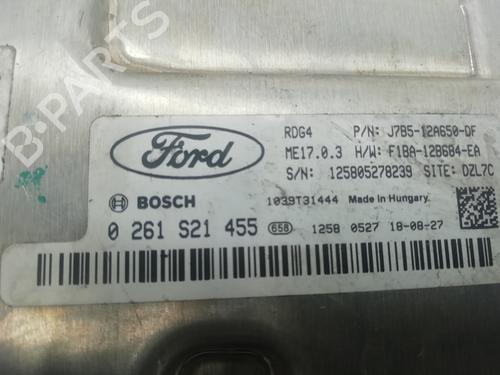 Ford
RDG4 P/N: J7B5-12A650-DF
ME17.0.3 H/W: F1BA-12B684-EA
S/N: 125805278239 SITE: DZL7C
BOSCH 1039T31444 Made in Hungary.
0 261 S21 455 658 1258 0527 18-08-27
B-PARTS